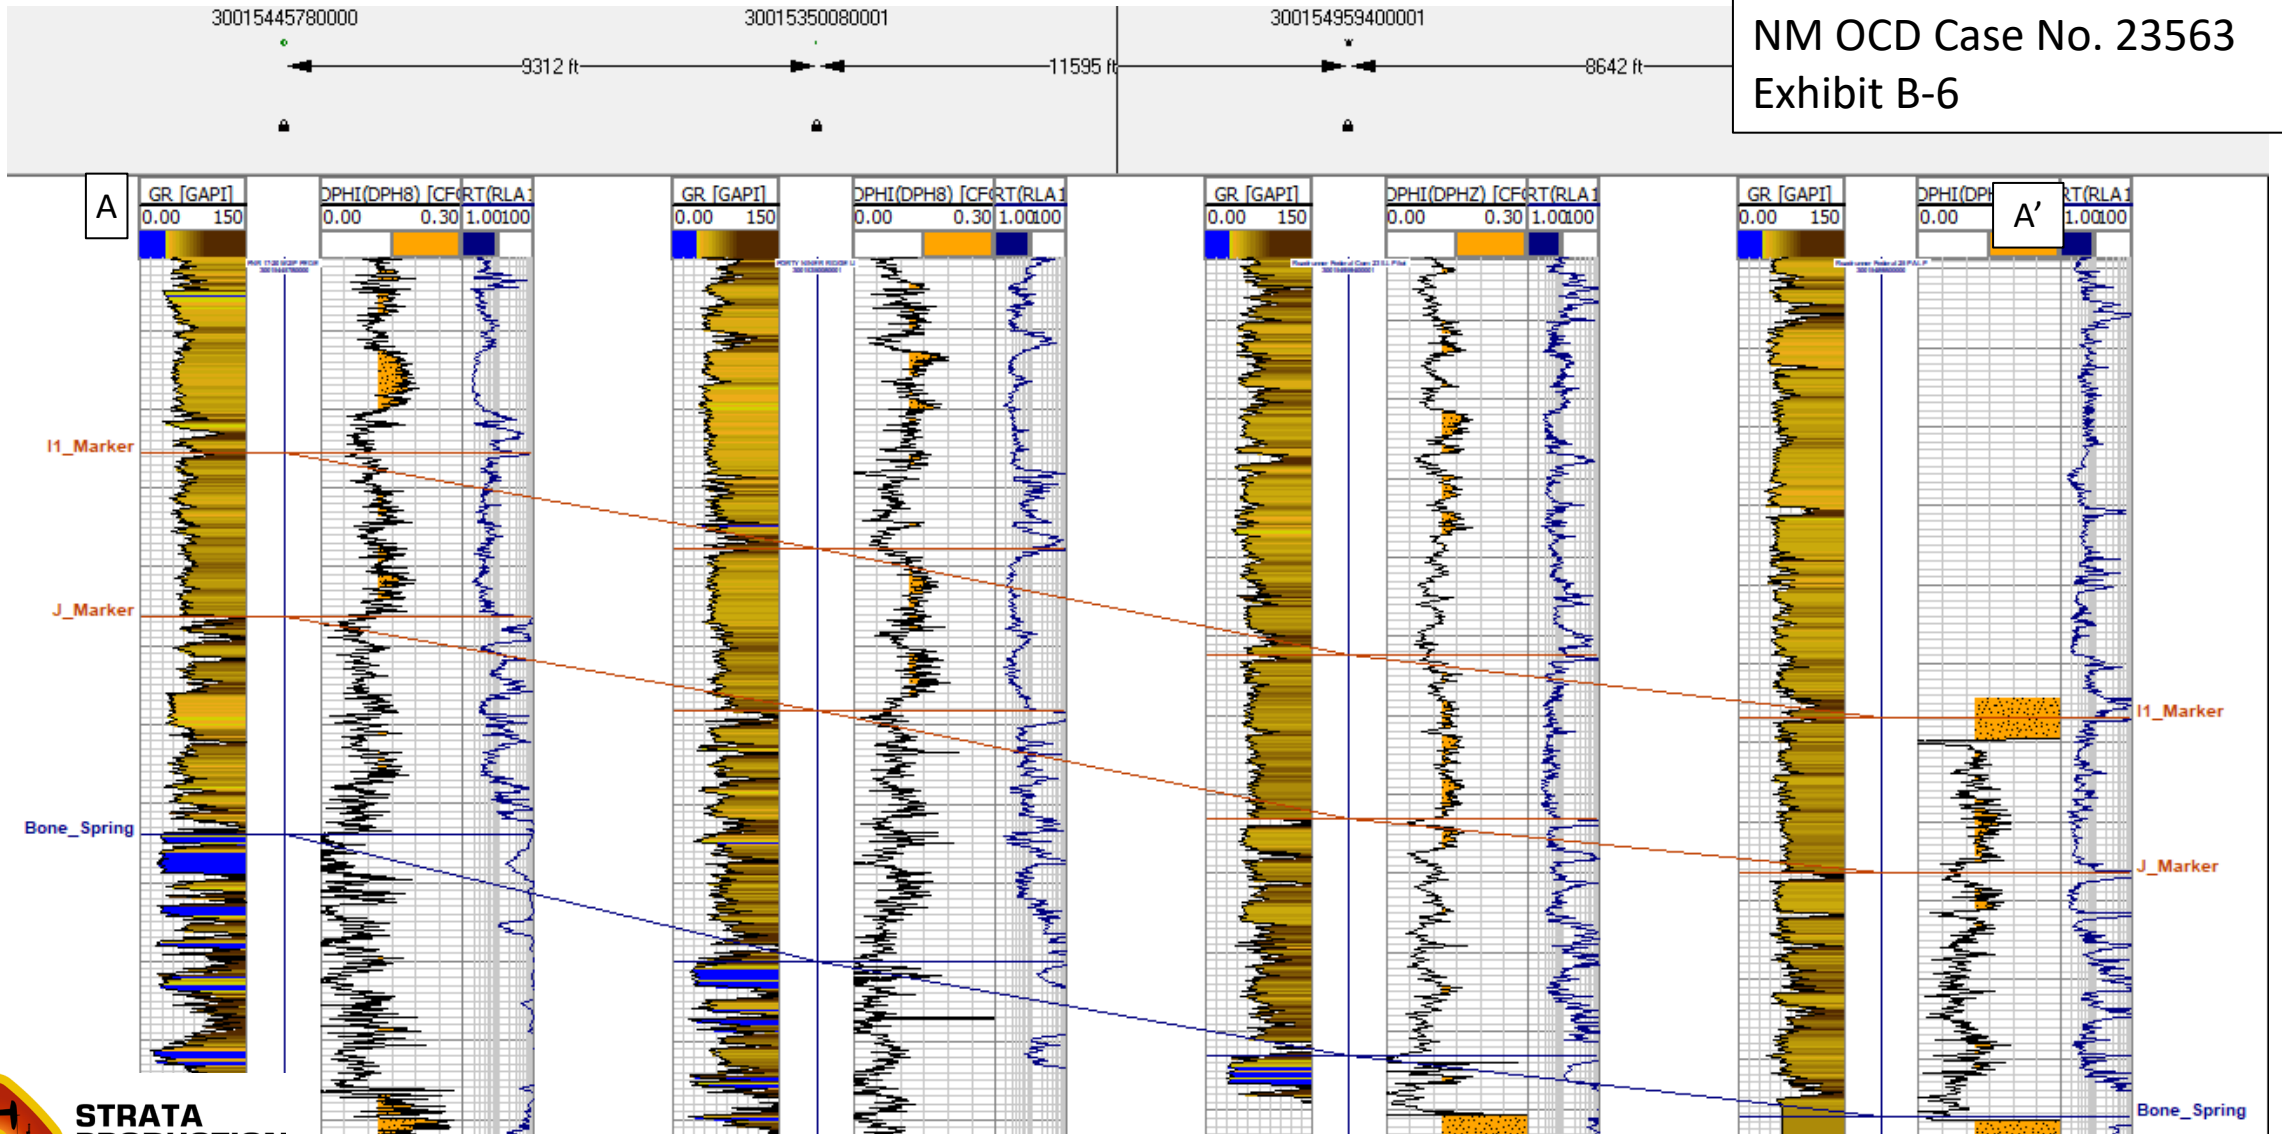 30015445780000
30015350080001
300154959400001
NM OCD Case No. 23563
Exhibit B-6
9312 ft
11595 ft
8642 ft
A
GR [GAPI]
0.00 150
DPHI(DPH8) [CF
0.00 0.30
RT(RLA1
1.00 100
GR [GAPI]
0.00 150
DPHI(DPH8) [CF
0.00 0.30
RT(RLA1
1.00 100
GR [GAPI]
0.00 150
DPHI(DPHZ) [CF
0.00 0.30
RT(RLA1
1.00 100
GR [GAPI]
0.00 150
DPHI(DPH
0.00
A’
RT(RLA1
1.00 100
I1_Marker
J_Marker
Bone_Spring
I1_Marker
J_Marker
Bone_Spring
STRATA
PRODUCTION